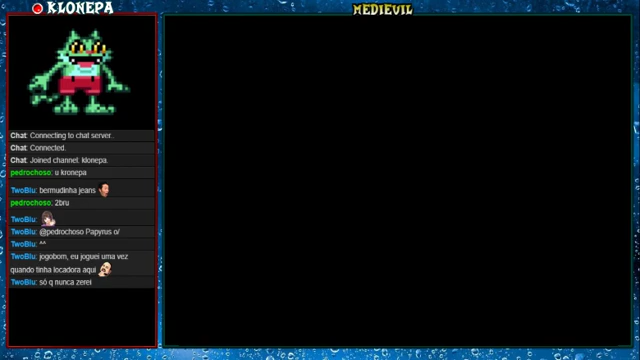 KLONEPA
MEDIEVIL
Chat: Connecting to chat server..
Chat: Connected.
Chat: Joined channel: klonepa.
pedrochoso: u kronepa
TwoBlu: bermudinha jeans
pedrochoso: 2bru
TwoBlu:
TwoBlu: @pedrochoso Papyrus o/
TwoBlu: ^^
TwoBlu: jogobom, eu joguei uma vez
quando tinha locadora aqui
TwoBlu: só q nunca zerei